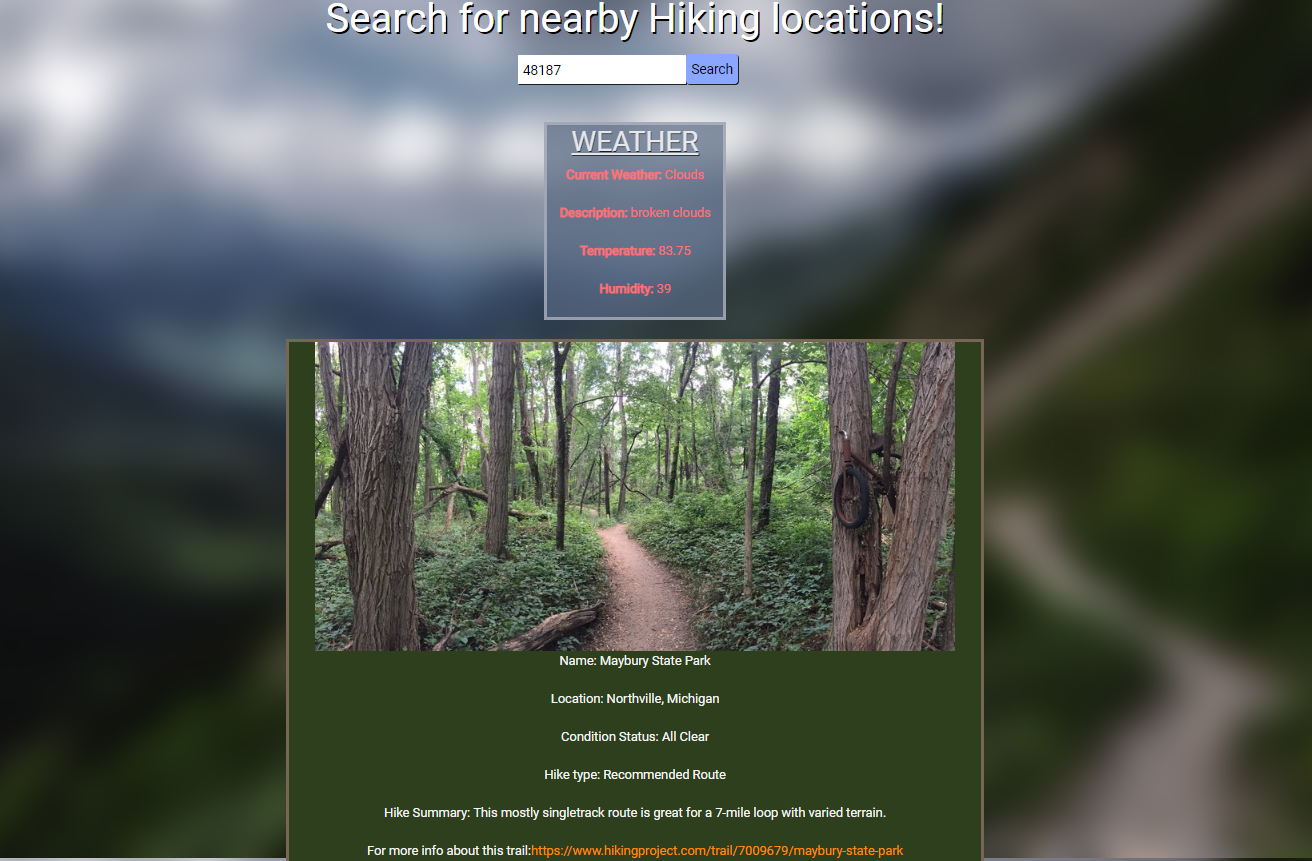 Search for nearby Hiking locations!
48187
Search
WEATHER
Current Weather: Clouds
Description: broken clouds
Temperature: 83.75
Humidity: 39
Name: Maybury State Park
Location: Northville, Michigan
Condition Status: All Clear
Hike type: Recommended Route
Hike Summary: This mostly singletrack route is great for a 7-mile loop with varied terrain.
For more info about this trail:https://www.hikingproject.com/trail/7009679/maybury-state-park